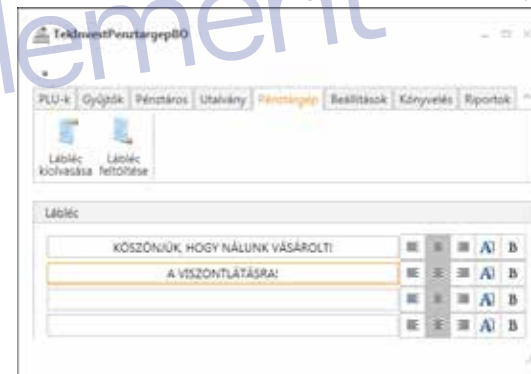 TekInvestPenztargepBO
PLU-k Gyűjtők Pénztáros Utalvány Pénztárgép Beállítások Könyvelés Riportok
Lábléc kiolvasása
Lábléc feltöltése
Lábléc
KÖSZÖNJÜK, HOGY NÁLUNK VÁSÁROLT!
A VISZONTLÁTÁSRA!